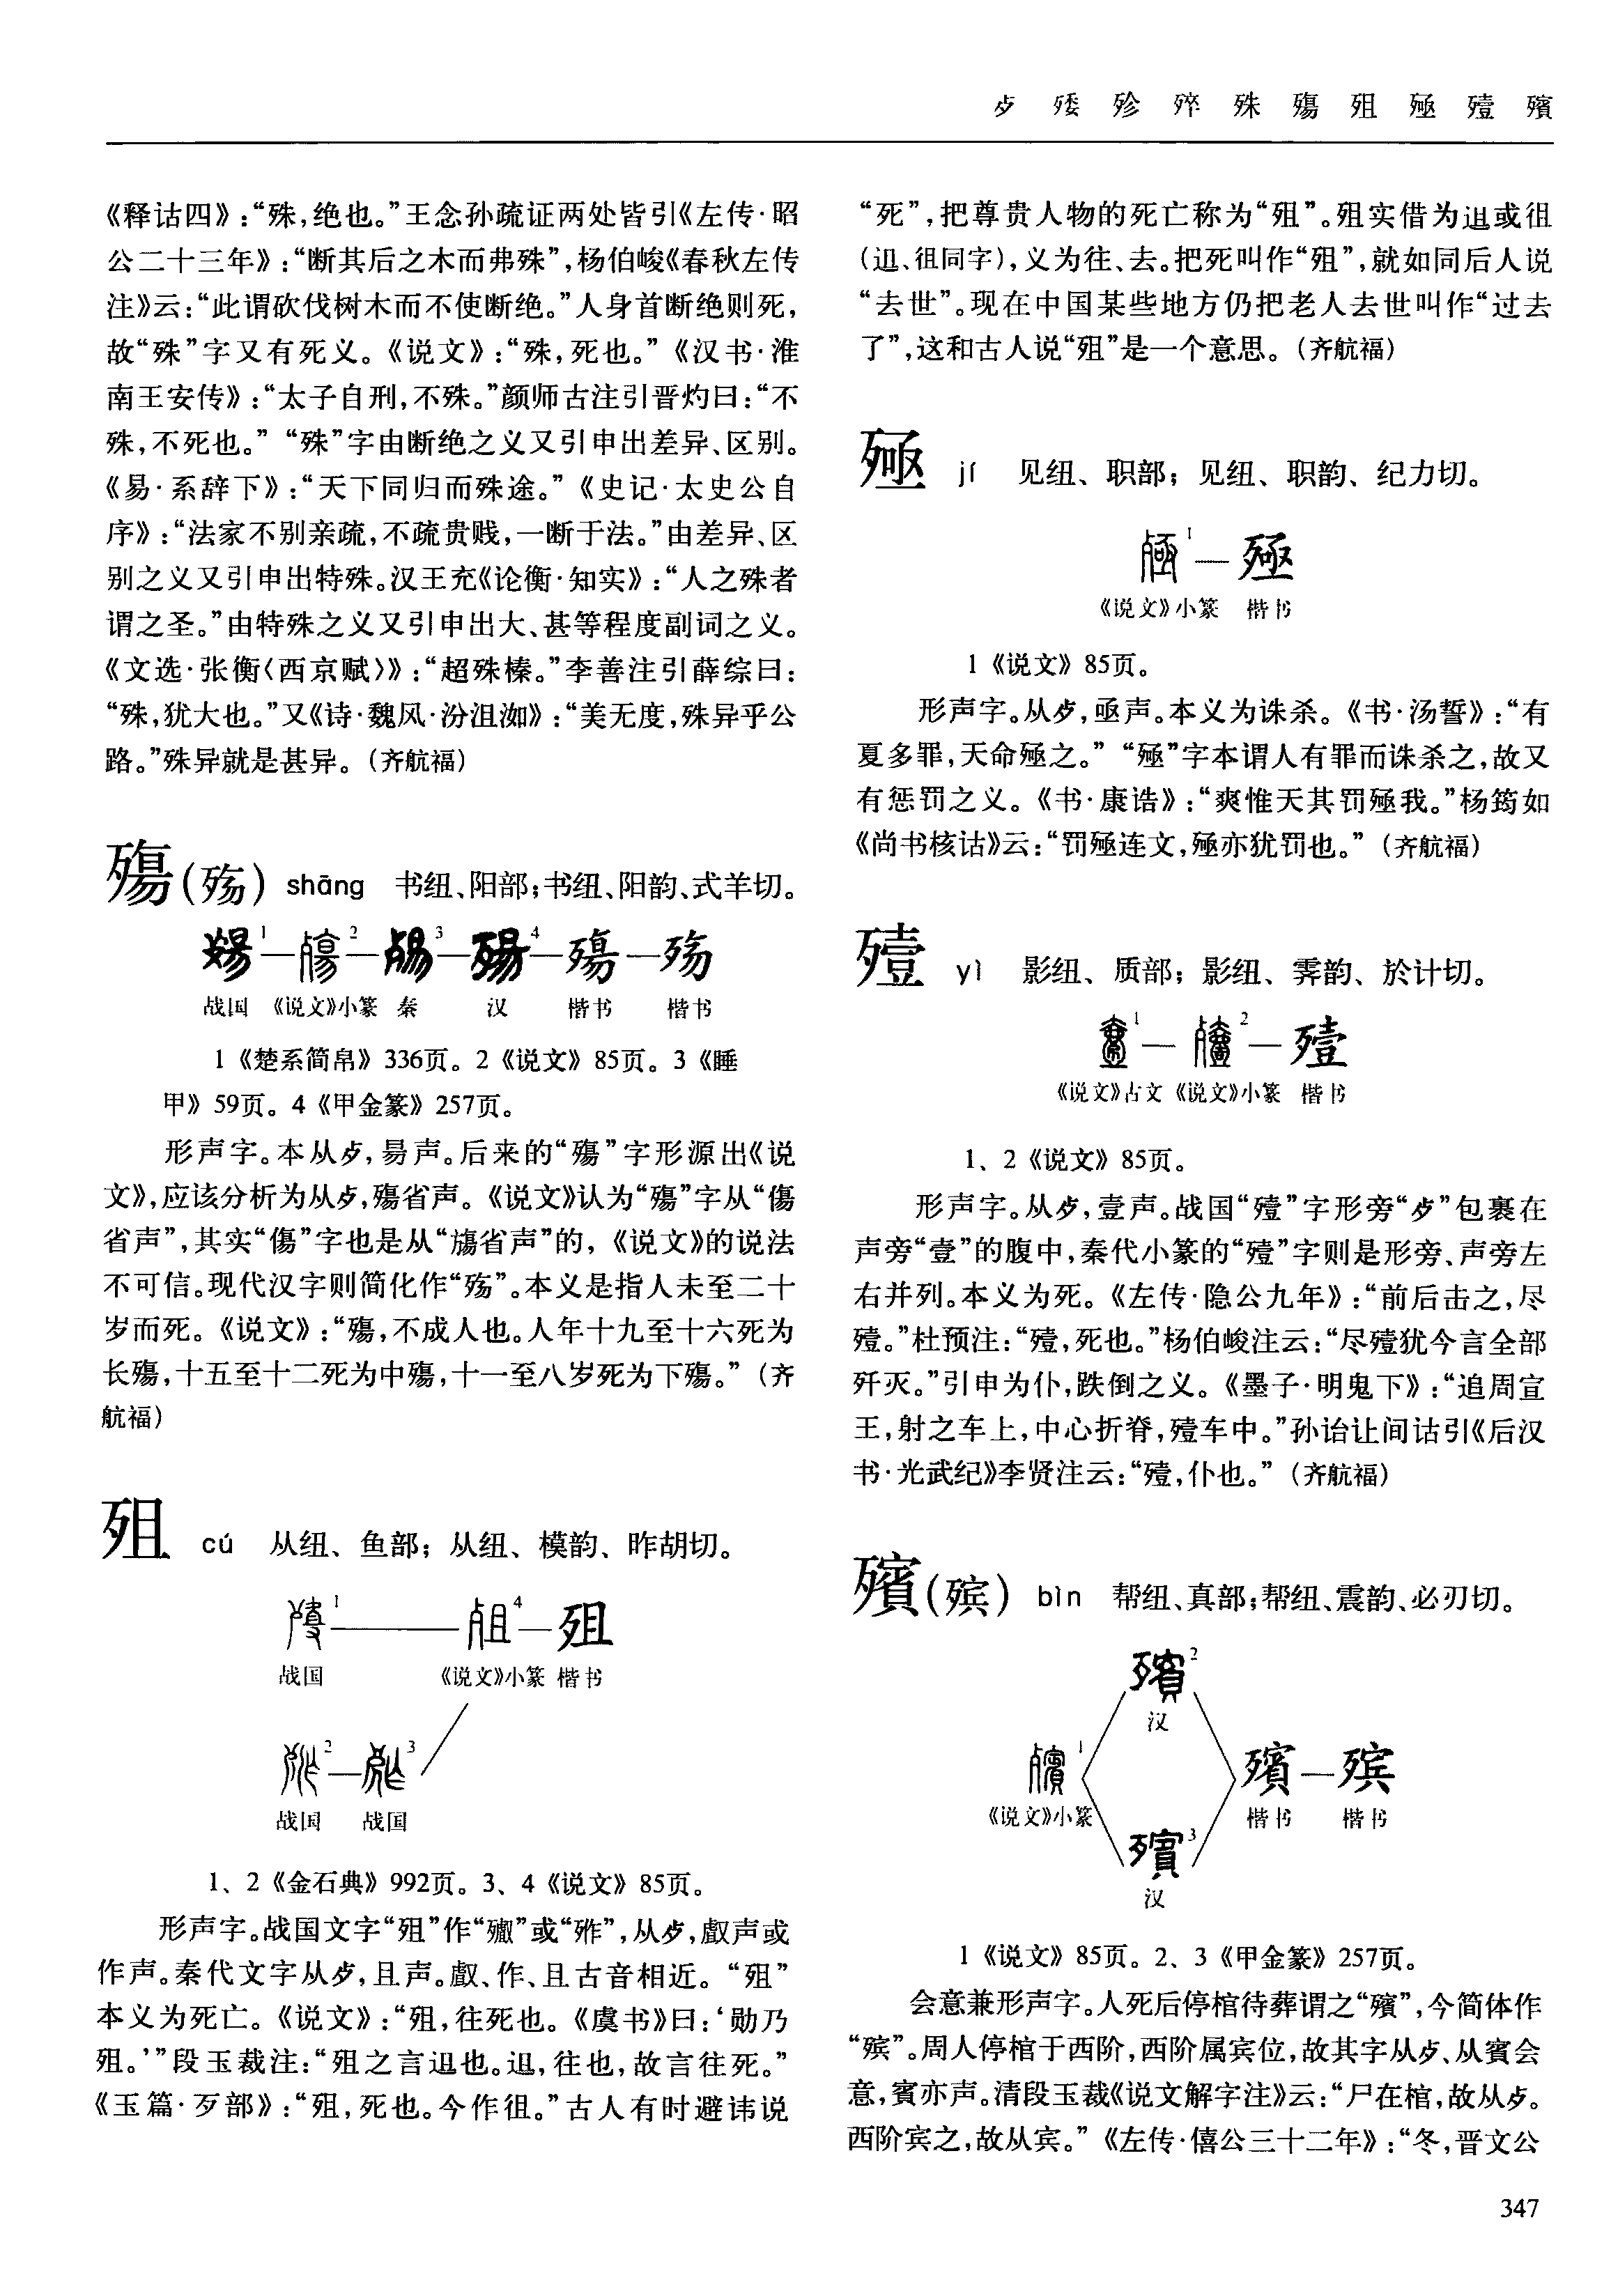 歺 㱦 殄 殚 殊 殤 殂 殛 殪 殯
《释诂四》:“殊,绝也。”王念孙疏证两处皆引《左传·昭
公二十三年》:“断其后之木而弗殊”,杨伯峻《春秋左传
注》云:“此谓砍伐树木而不使断绝。”人身首断绝则死,
故“殊”字又有死义。《说文》:“殊,死也。”《汉书·淮
南王安传》:“太子自刑,不殊。”颜师古注引晋灼曰:“不
殊,不死也。”“殊”字由断绝之义又引申出差异、区别。
《易·系辞下》:“天下同归而殊途。”《史记·太史公自
序》:“法家不别亲疏,不疏贵贱,一断于法。”由差异、区
别之义又引申出特殊。汉王充《论衡·知实》:“人之殊者
谓之圣。”由特殊之义又引申出大、甚等程度副词之义。
《文选·张衡〈西京赋〉》:“超殊榛。”李善注引薛综曰:
“殊,犹大也。”又《诗·魏风·汾沮洳》:“美无度,殊异乎公
路。”殊异就是甚异。(齐航福)
殤(殇) shāng 书纽、阳部;书纽、阳韵、式羊切。
1—2—3—4—殤—殇
战国 《说文》小篆 秦 汉 楷书 楷书
1《楚系简帛》336页。2《说文》85页。3《睡
甲》59页。4《甲金篆》257页。
形声字。本从歺,昜声。后来的“殤”字形源出《说
文》,应该分析为从歺,殤省声。《说文》认为“殤”字从“傷
省声”,其实“傷”字也是从“𥏻省声”的,《说文》的说法
不可信。现代汉字则简化作“殇”。本义是指人未至二十
岁而死。《说文》:“殤,不成人也。人年十九至十六死为
长殤,十五至十二死为中殤,十一至八岁死为下殤。”(齐
航福)
殂 cú 从纽、鱼部;从纽、模韵、昨胡切。
1—4—殂
战国 《说文》小篆 楷书
2—3
战国 战国
1、2《金石典》992页。3、4《说文》85页。
形声字。战国文字“殂”作“𣩎”或“𣧻”,从歺,虘声或
作声。秦代文字从歺,且声。虘、作、且古音相近。“殂”
本义为死亡。《说文》:“殂,往死也。《虞书》曰:‘勋乃
殂。’”段玉裁注:“殂之言𨒫也。𨒫,往也,故言往死。”
《玉篇·歹部》:“殂,死也。今作徂。”古人有时避讳说
“死”,把尊贵人物的死亡称为“殂”。殂实借为𨒫或徂
(𨒫、徂同字),义为往、去。把死叫作“殂”,就如同后人说
“去世”。现在中国某些地方仍把老人去世叫作“过去
了”,这和古人说“殂”是一个意思。(齐航福)
殛 jí 见纽、职部;见纽、职韵、纪力切。
1—殛
《说文》小篆 楷书
1《说文》85页。
形声字。从歺,亟声。本义为诛杀。《书·汤誓》:“有
夏多罪,天命殛之。”“殛”字本谓人有罪而诛杀之,故又
有惩罚之义。《书·康诰》:“爽惟天其罚殛我。”杨筠如
《尚书核诂》云:“罚殛连文,殛亦犹罚也。”(齐航福)
殪 yì 影纽、质部;影纽、霁韵、於计切。
1—2—殪
《说文》古文 《说文》小篆 楷书
1、2《说文》85页。
形声字。从歺,壹声。战国“殪”字形旁“歺”包裹在
声旁“壹”的腹中,秦代小篆的“殪”字则是形旁、声旁左
右并列。本义为死。《左传·隐公九年》:“前后击之,尽
殪。”杜预注:“殪,死也。”杨伯峻注云:“尽殪犹今言全部
歼灭。”引申为仆,跌倒之义。《墨子·明鬼下》:“追周宣
王,射之车上,中心折脊,殪车中。”孙诒让间诂引《后汉
书·光武纪》李贤注云:“殪,仆也。”(齐航福)
殯(殡) bìn 帮纽、真部;帮纽、震韵、必刃切。
2
汉
1 殯—殡
《说文》小篆 楷书 楷书
3
汉
1《说文》85页。2、3《甲金篆》257页。
会意兼形声字。人死后停棺待葬谓之“殯”,今简体作
“殡”。周人停棺于西阶,西阶属宾位,故其字从歺、从賓会
意,賓亦声。清段玉裁《说文解字注》云:“尸在棺,故从歺。
西阶宾之,故从宾。”《左传·僖公三十二年》:“冬,晋文公
347